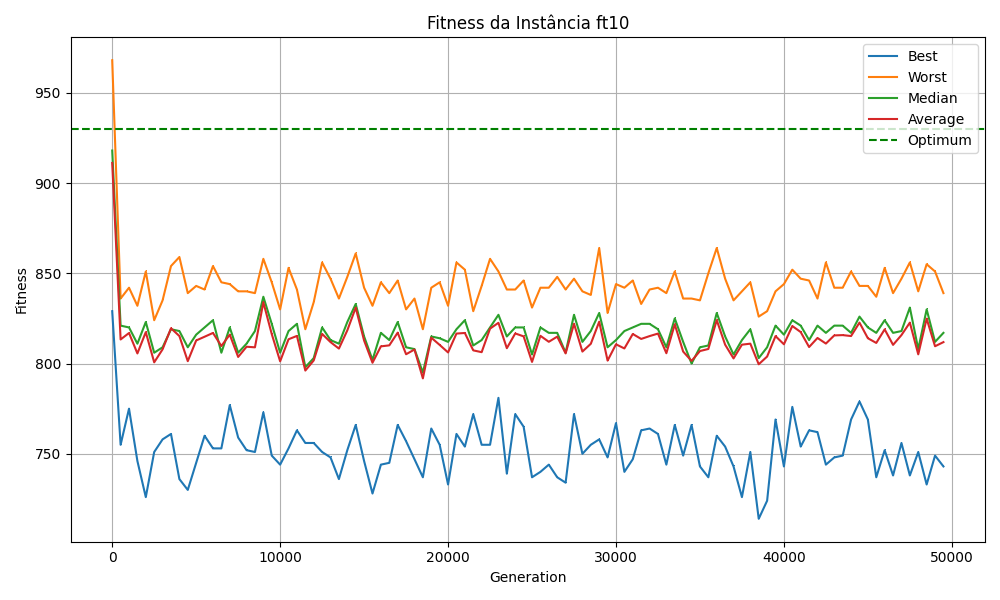 Fitness da Instância ft10
Best
Worst
Median
Average
Optimum
Fitness
950
900
850
800
750
0
10000
20000
30000
40000
50000
Generation